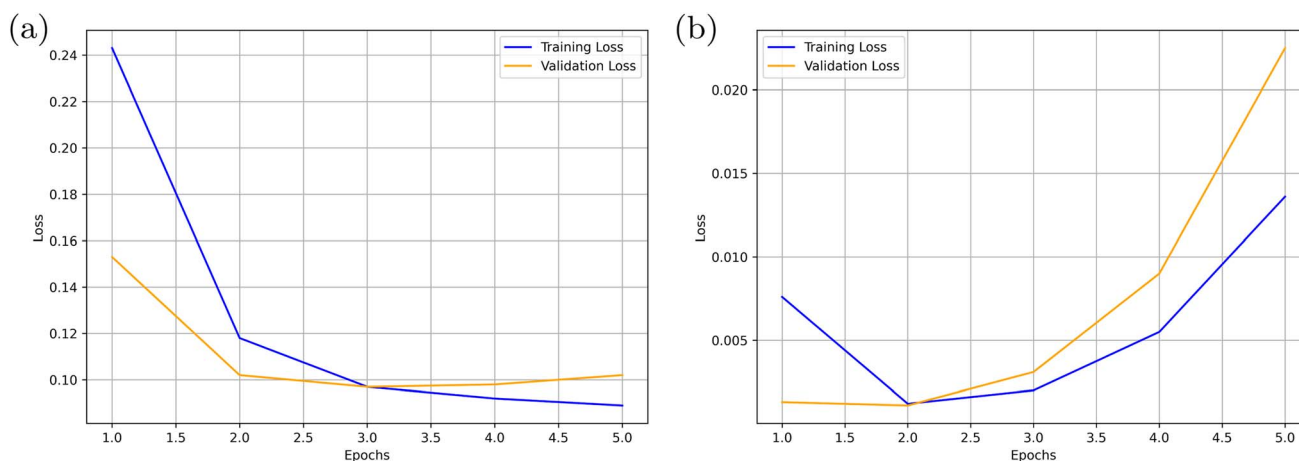 (a)
Training Loss
Validation Loss
0.24
0.22
0.20
0.18
0.16
0.14
0.12
0.10
Loss
1.0 1.5 2.0 2.5 3.0 3.5 4.0 4.5 5.0
Epochs
(b)
Training Loss
Validation Loss
0.020
0.015
0.010
0.005
Loss
1.0 1.5 2.0 2.5 3.0 3.5 4.0 4.5 5.0
Epochs